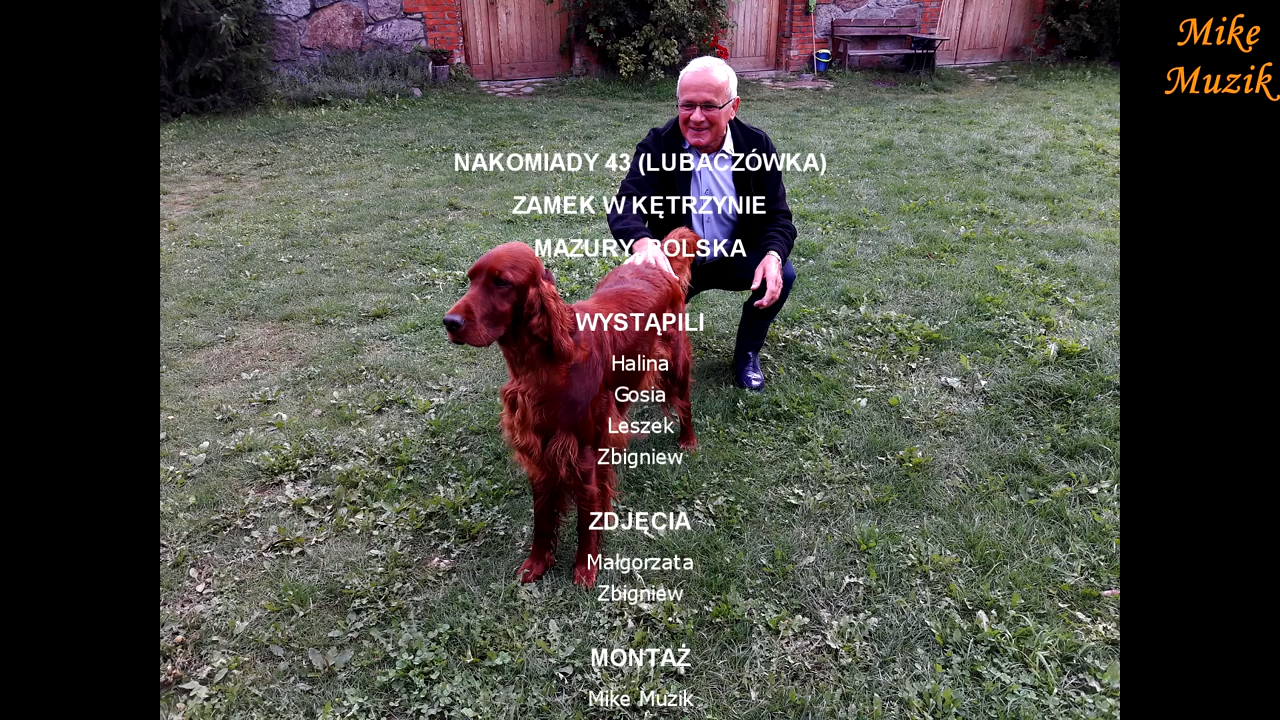 Mike
Muzik
NAKOMIADY 43 (LUBACZÓWKA)
ZAMEK W KĘTRZYNIE
MAZURY, POLSKA
WYSTĄPILI
Halina
Gosia
Leszek
Zbigniew
ZDJĘCIA
Małgorzata
Zbigniew
MONTAŻ
Mike Muzik